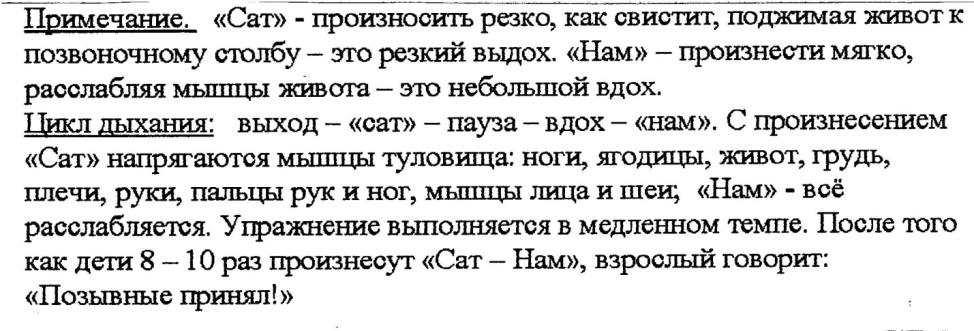 Примечание. «Сат» - произносить резко, как свистит, поджимая живот к
позвоночному столбу – это резкий выдох. «Нам» – произнести мягко,
расслабляя мышцы живота – это небольшой вдох.
Цикл дыхания: выход – «сат» – пауза – вдох – «нам». С произнесением
«Сат» напрягаются мышцы туловища: ноги, ягодицы, живот, грудь,
плечи, руки, пальцы рук и ног, мышцы лица и шеи; «Нам» - всё
расслабляется. Упражнение выполняется в медленном темпе. После того
как дети 8 – 10 раз произнесут «Сат – Нам», взрослый говорит:
«Позывные принял!»